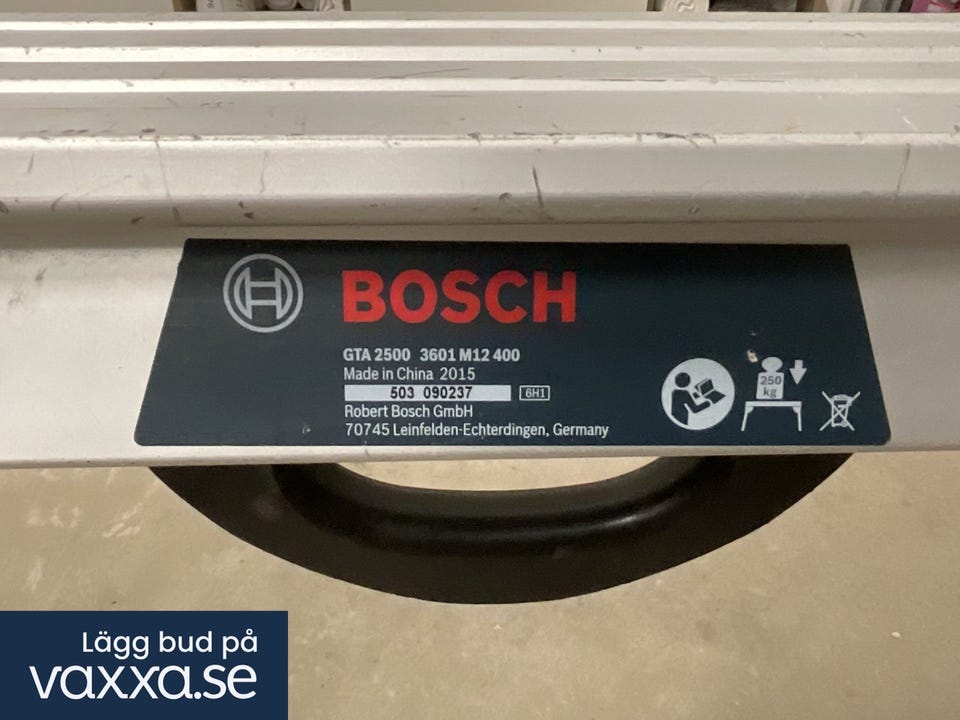 BOSCH
GTA 2500 3601 M12 400
Made in China 2015
503 090237 6H1
Robert Bosch GmbH
70745 Leinfelden-Echterdingen, Germany
250
kg
Lägg bud på
vaxxa.se